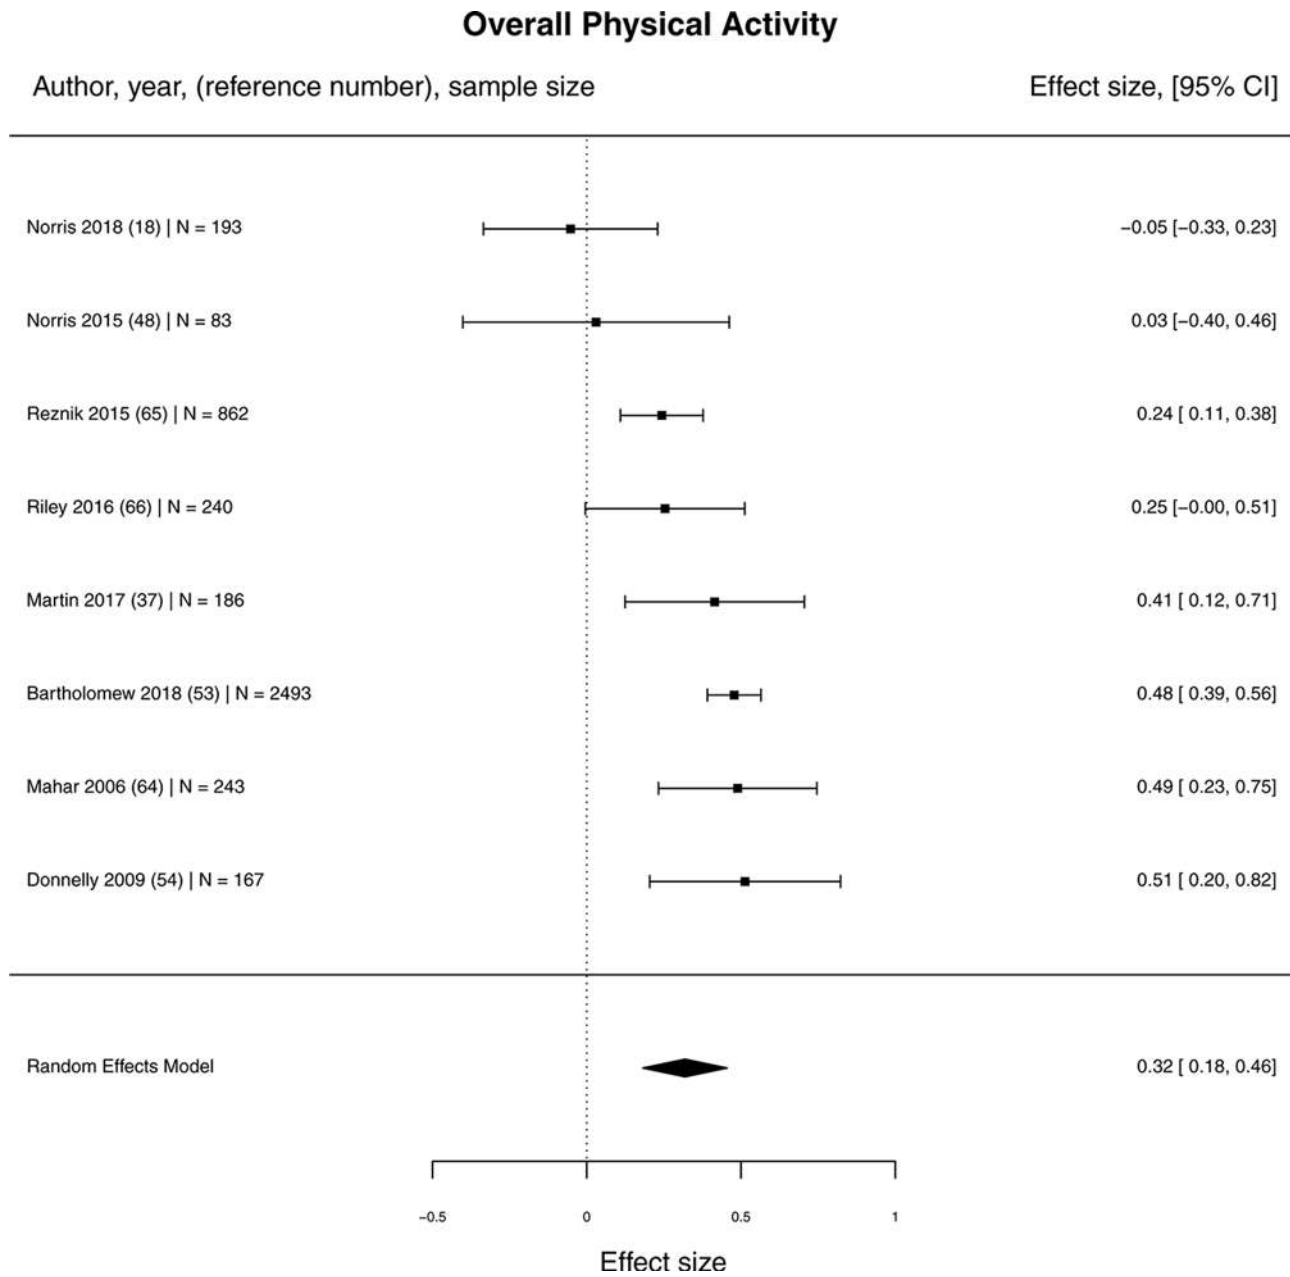 Overall Physical Activity
Author, year, (reference number), sample size Effect size, [95% CI]
Norris 2018 (18) | N = 193 −0.05 [−0.33, 0.23]
Norris 2015 (48) | N = 83 0.03 [−0.40, 0.46]
Reznik 2015 (65) | N = 862 0.24 [ 0.11, 0.38]
Riley 2016 (66) | N = 240 0.25 [−0.00, 0.51]
Martin 2017 (37) | N = 186 0.41 [ 0.12, 0.71]
Bartholomew 2018 (53) | N = 2493 0.48 [ 0.39, 0.56]
Mahar 2006 (64) | N = 243 0.49 [ 0.23, 0.75]
Donnelly 2009 (54) | N = 167 0.51 [ 0.20, 0.82]
Random Effects Model 0.32 [ 0.18, 0.46]
−0.5 0 0.5 1
Effect size